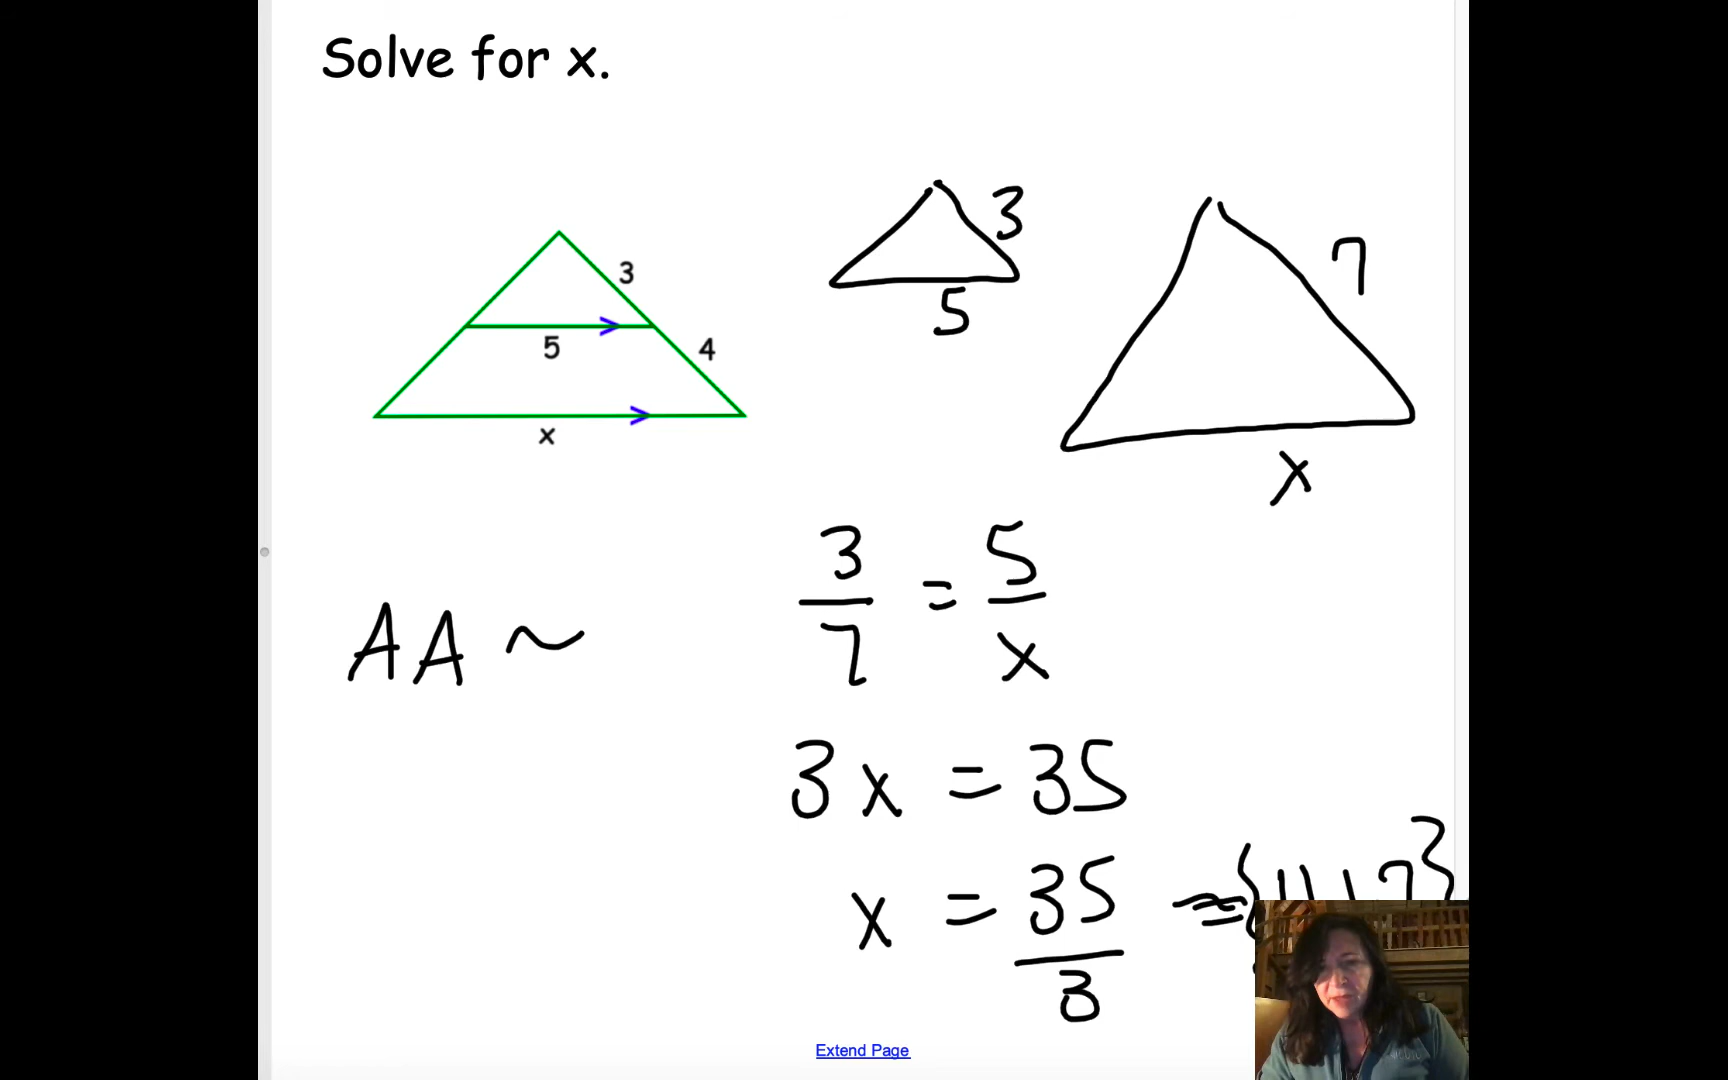 Solve for x.
3
5
4
x
3
5
7
x
3/7 = 5/x
AA ~
3x = 35
x = 35/3 ≈
Extend Page